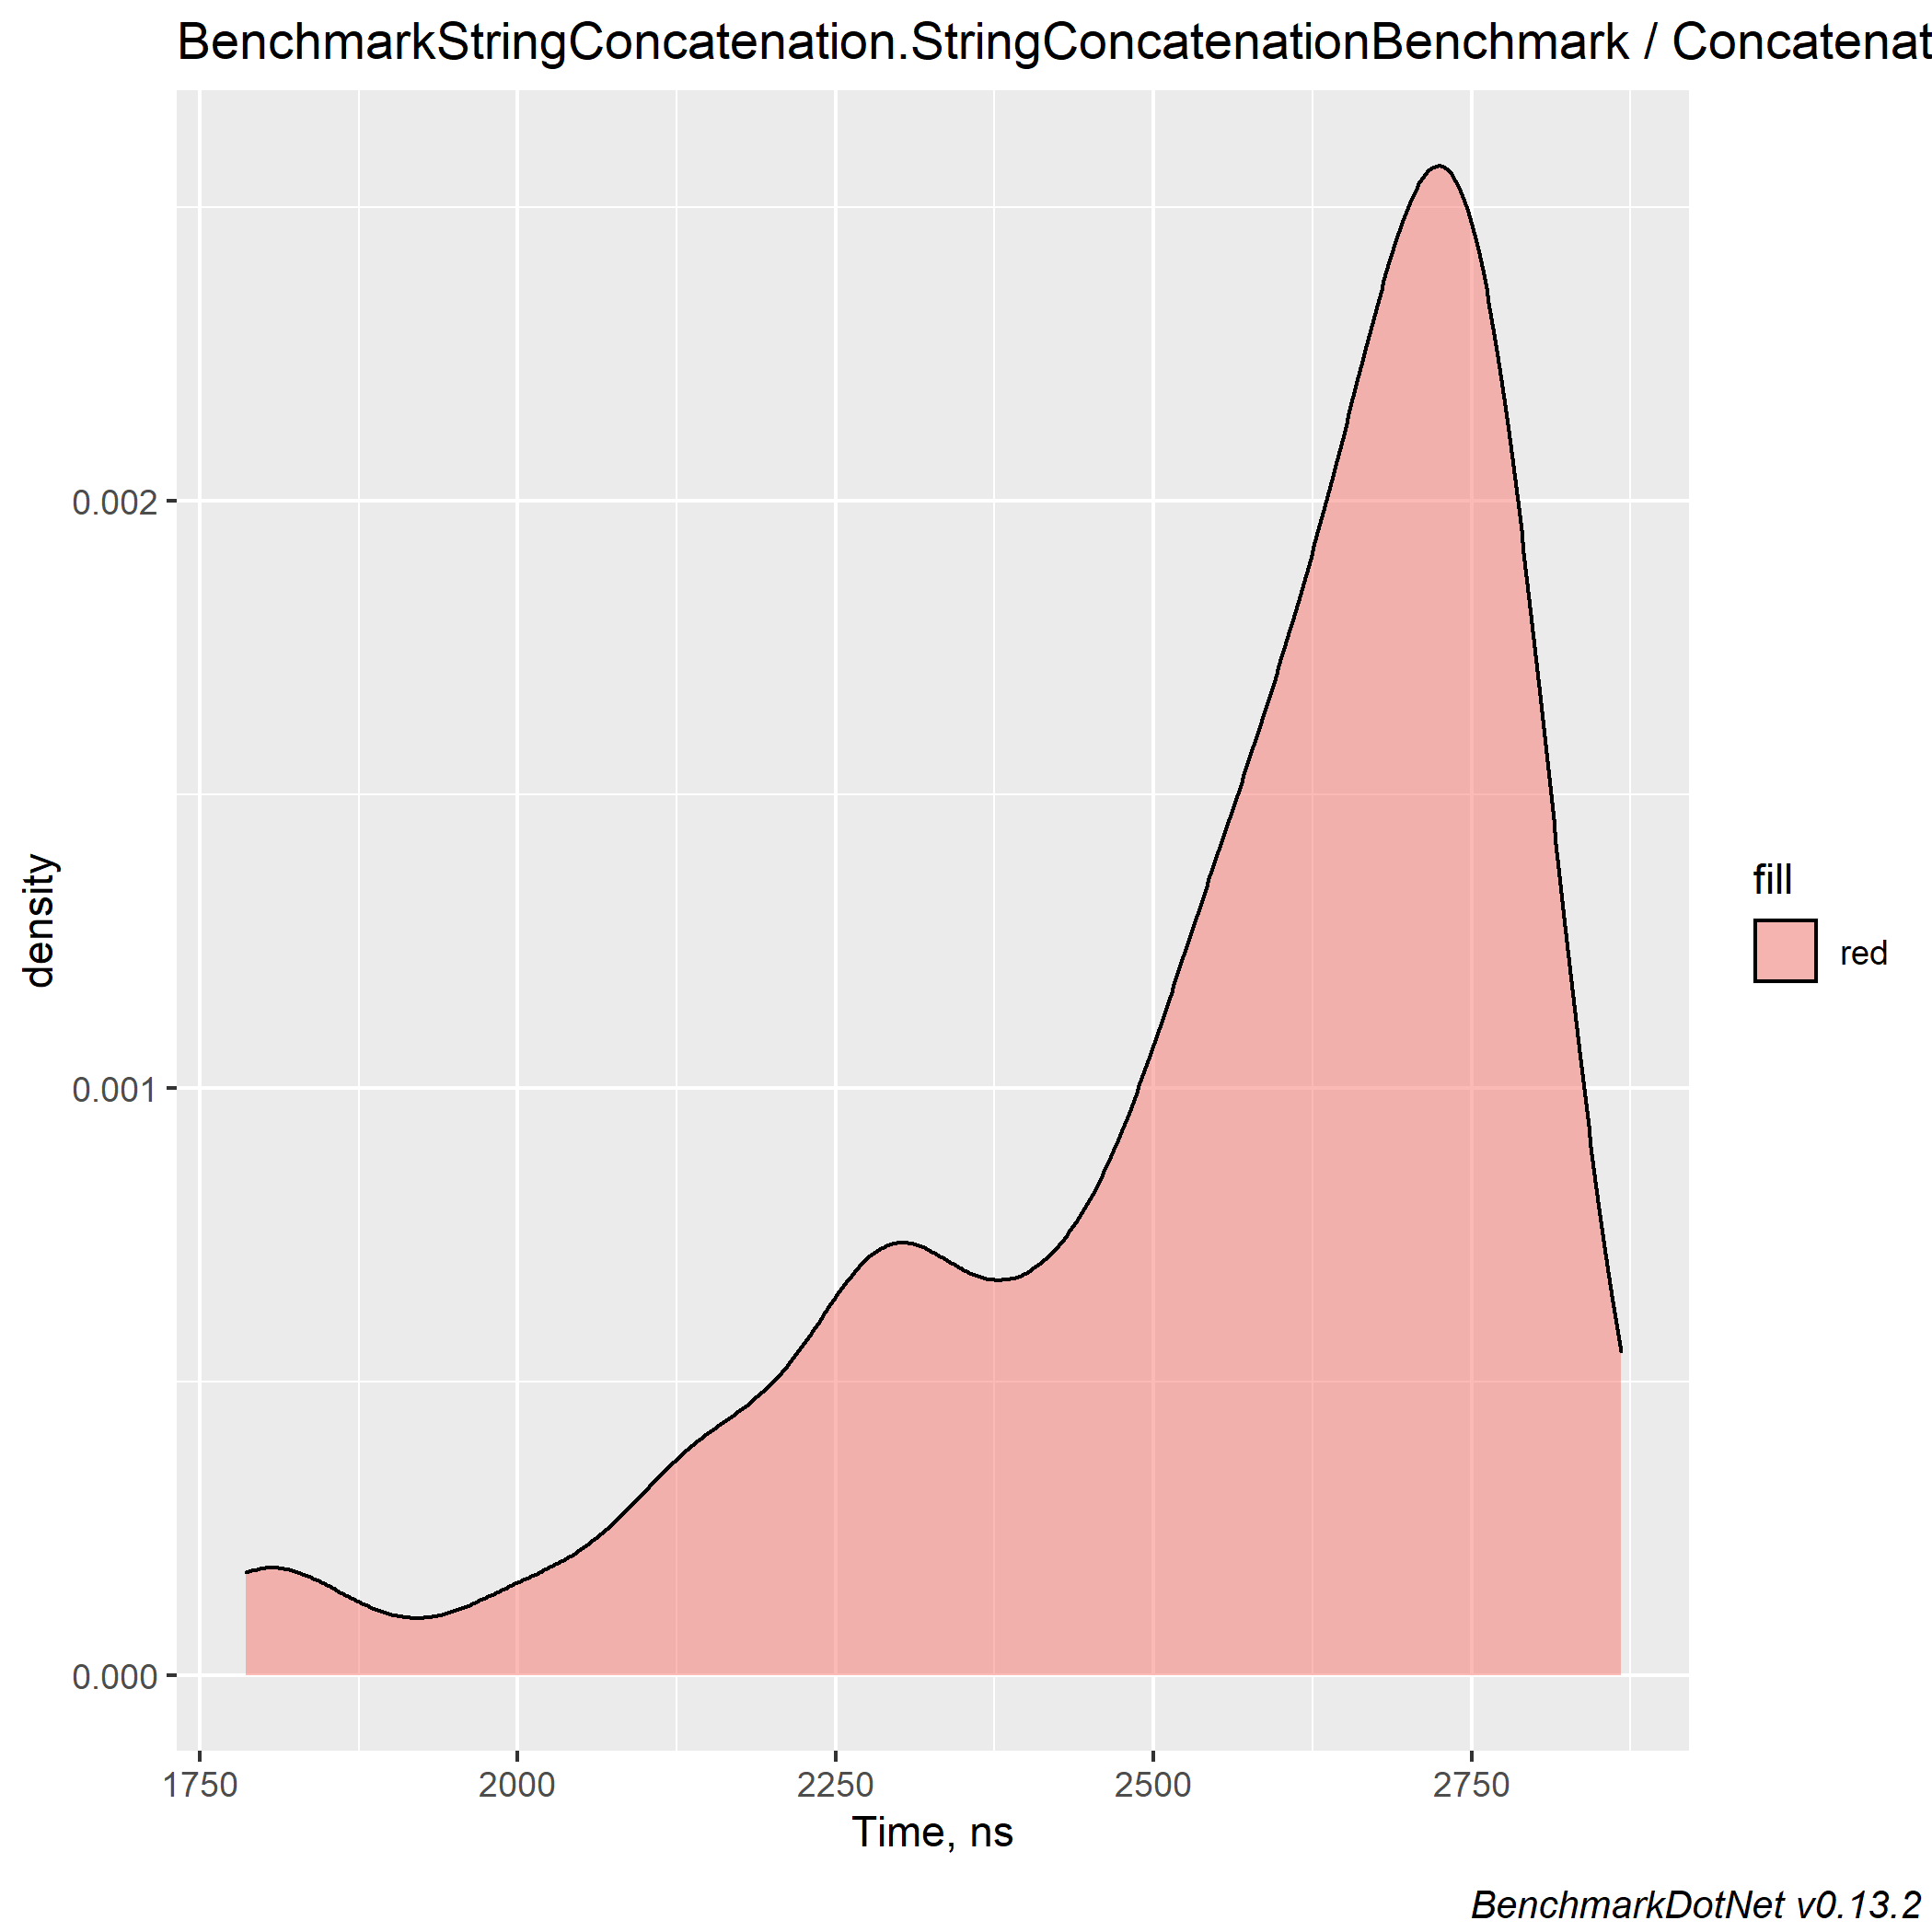 BenchmarkStringConcatenation.StringConcatenationBenchmark / Concatenat
density
0.002
0.001
0.000
1750 2000 2250 2500 2750
Time, ns
fill
red
BenchmarkDotNet v0.13.2